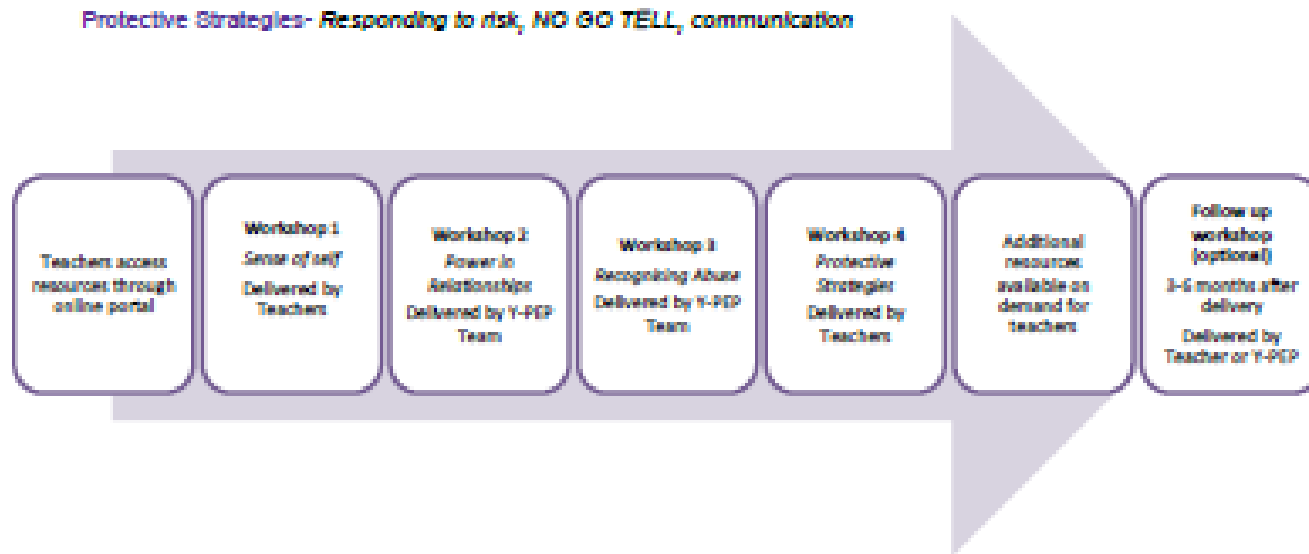 Protective Strategies- Responding to risk, NO GO TELL, communication
Teachers access
resources through
online portal
Workshop 1
Sense of self
Delivered by
Teachers
Workshop 2
Power in
Relationships
Delivered by Y-PEP
Team
Workshop 3
Recognising Abuse
Delivered by Y-PEP
Team
Workshop 4
Protective
Strategies
Delivered by
Teachers
Additional
resources
available on
demand for
teachers
Follow up
workshop
(optional)
3-6 months after
delivery
Delivered by
Teacher or Y-PEP